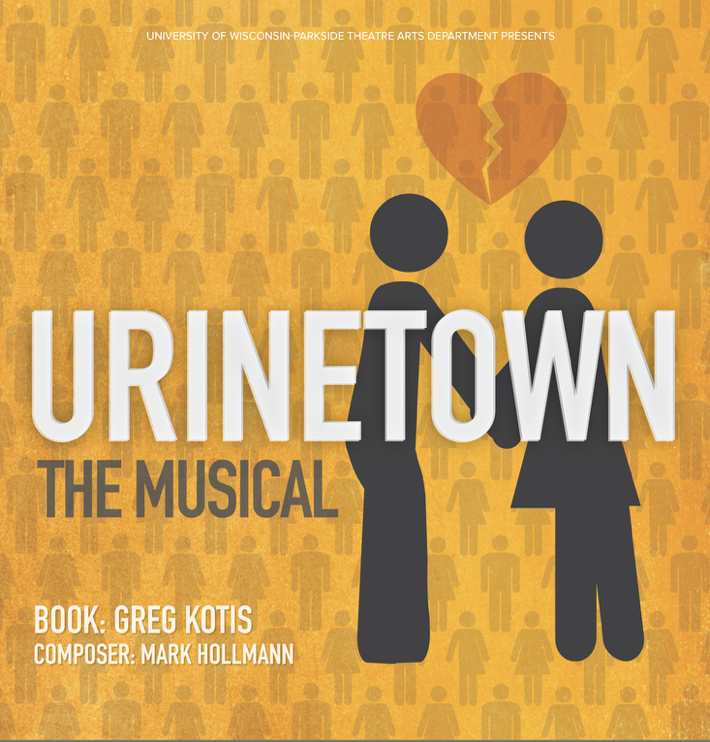 UNIVERSITY OF WISCONSIN-PARKSIDE THEATRE ARTS DEPARTMENT PRESENTS
URINETOWN
THE MUSICAL
BOOK: GREG KOTIS
COMPOSER: MARK HOLLMANN